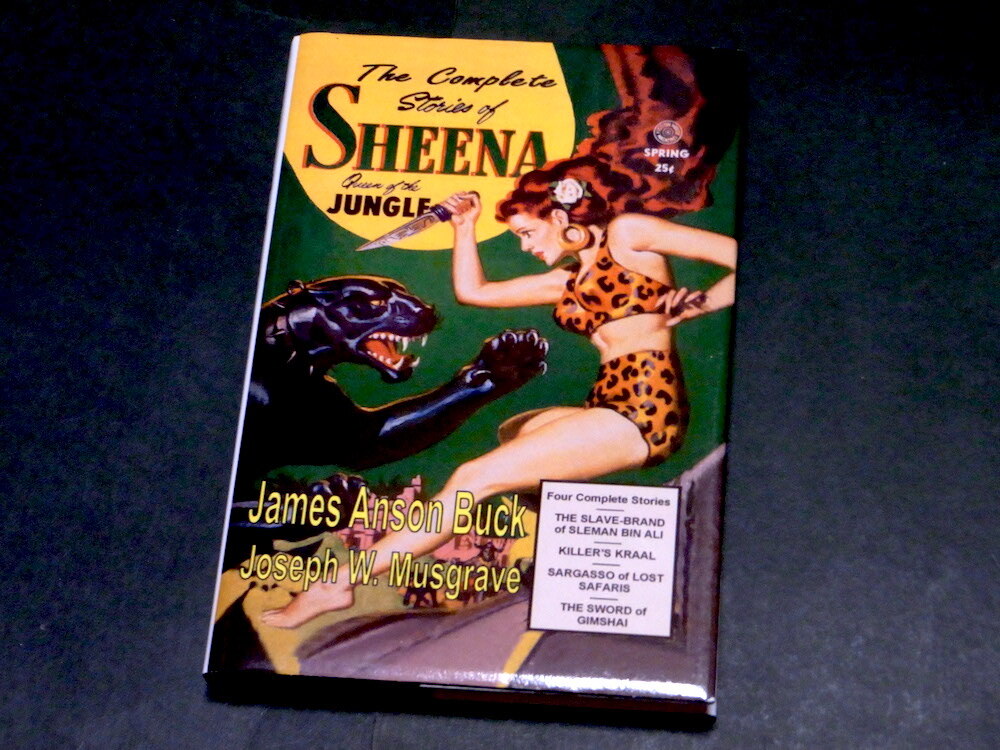 The Complete
Stories of
SHEENA
Queen of the
JUNGLE
SPRING
25¢
James Anson Buck
Joseph W. Musgrave
Four Complete Stories
THE SLAVE-BRAND
of SLEMAN BIN ALI
KILLER'S KRAAL
SARGASSO of LOST
SAFARIS
THE SWORD of
GIMSHAI